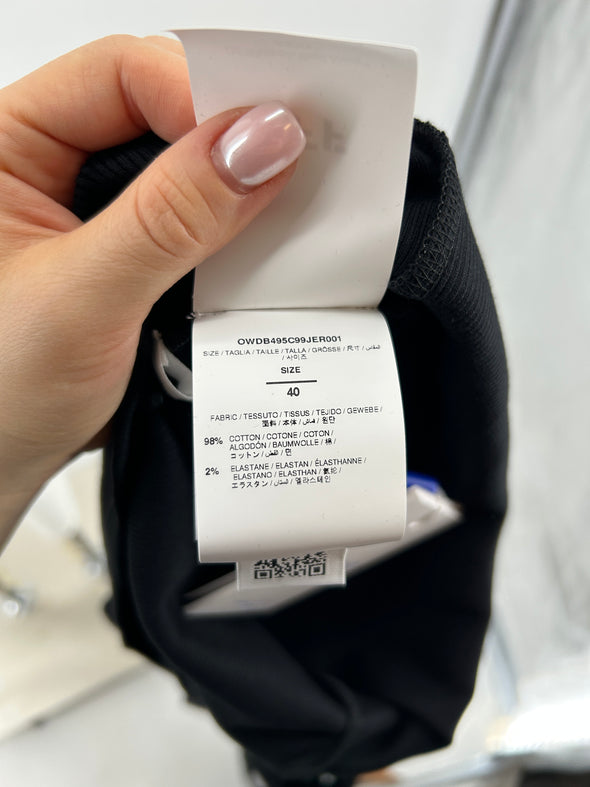 OWDB495C99JER001
SIZE / TAGLIA / TAILLE / TALLA / GRÖSSE / 尺寸 / المقاس
/ 사이즈
SIZE
40
FABRIC / TESSUTO / TISSUS / TEJIDO / GEWEBE /
面料 / 本体 / قماش / 원단
98% COTTON / COTONE / COTON /
ALGODÓN / BAUMWOLLE / 棉 /
コットン / القطن / 면
2% ELASTANE / ELASTAN / ÉLASTHANNE /
ELASTANO / ELASTHAN / 氨纶 /
エラスタン / / 엘라스테인